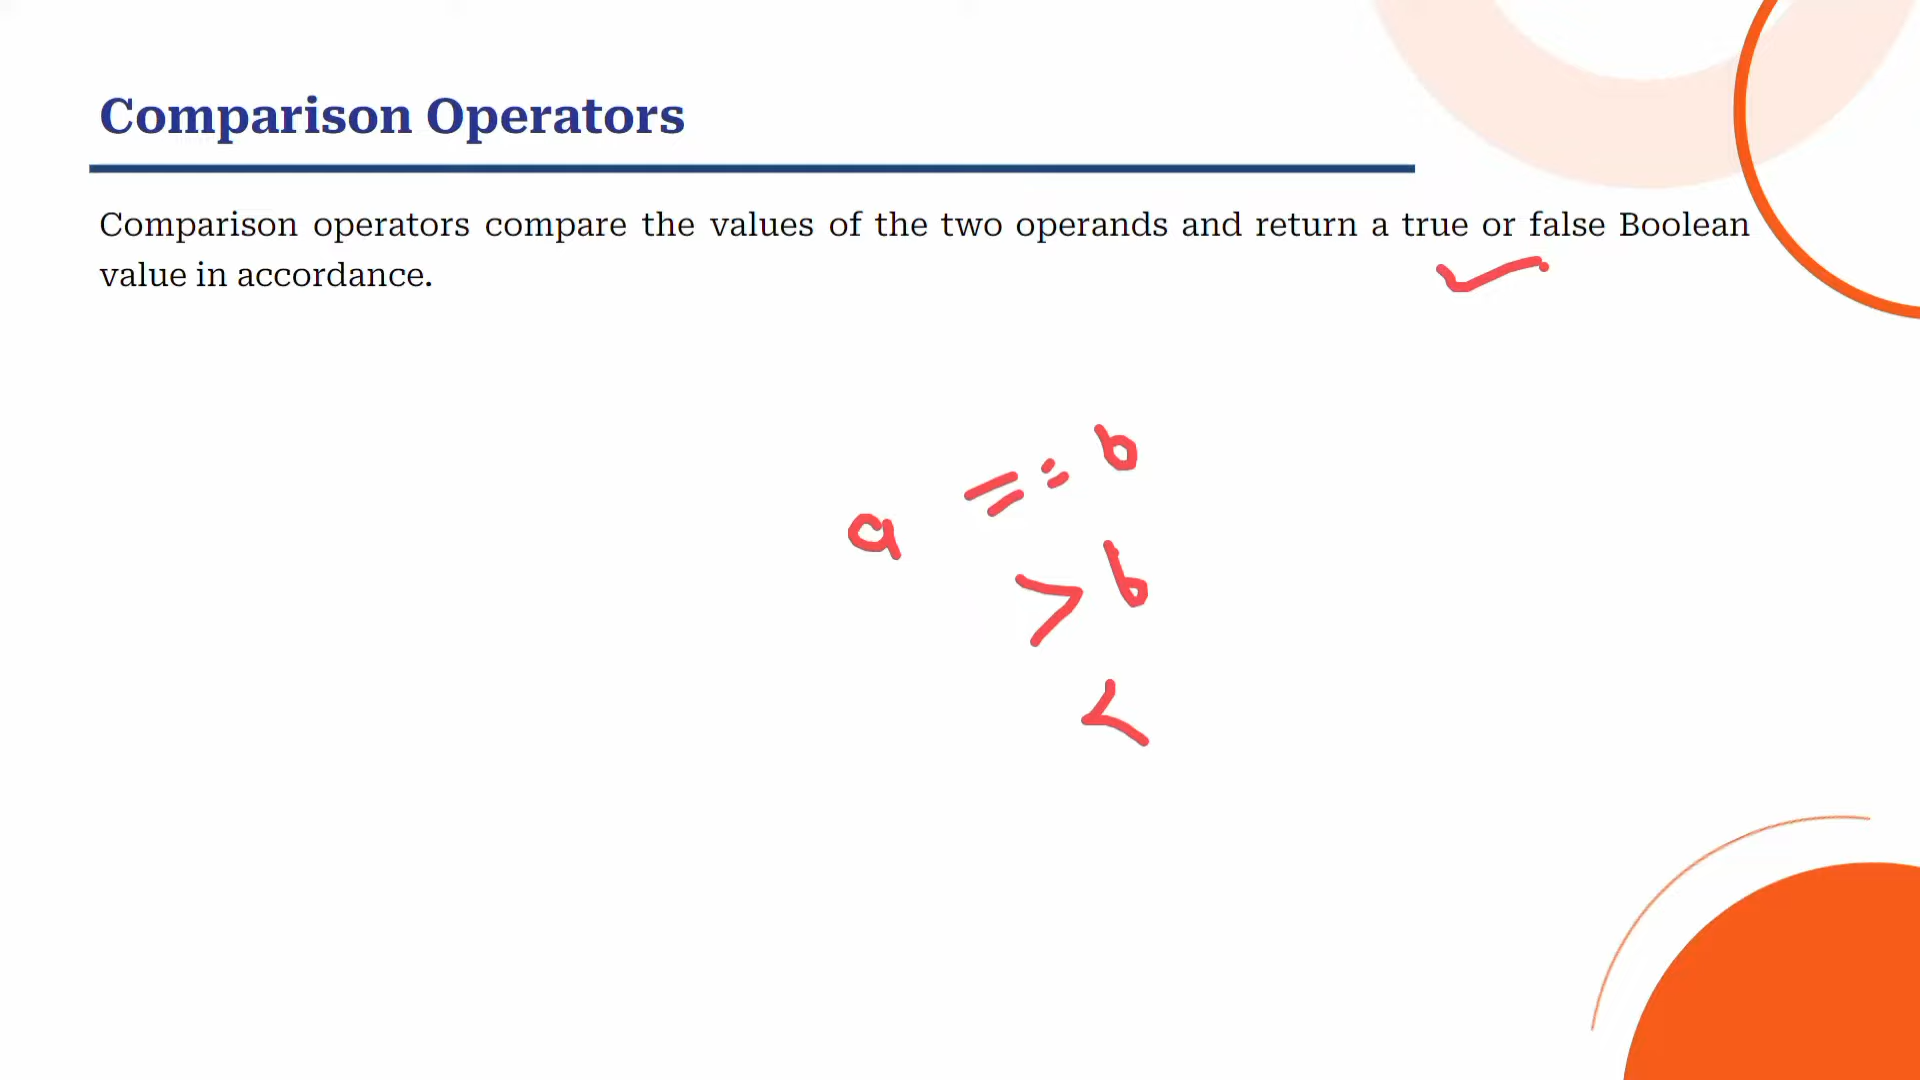 Comparison Operators
Comparison operators compare the values of the two operands and return a true or false Boolean
value in accordance.
a == b
> b
<